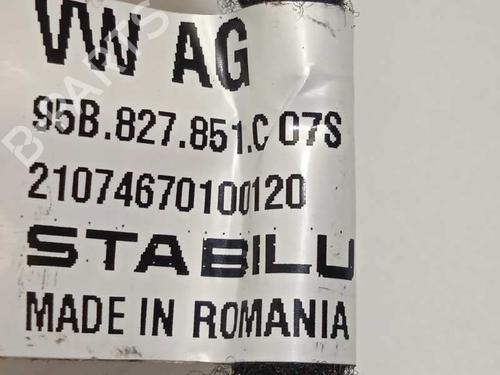 VW AG
95B.827.851.C 07S
21074670100120
STABILU
MADE IN ROMANIA